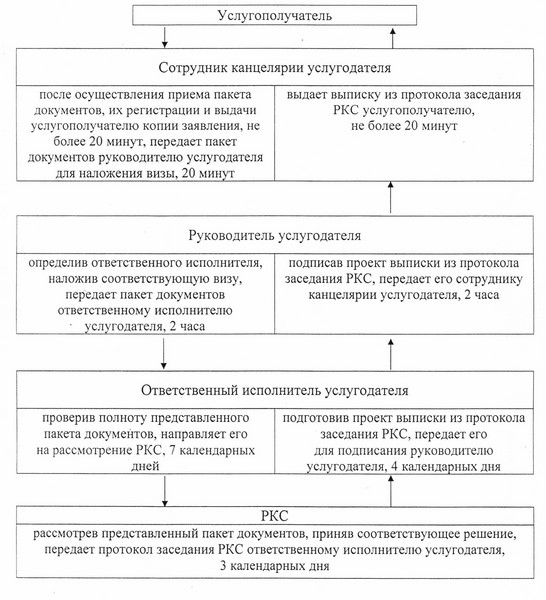 Услугополучатель
Сотрудник канцелярии услугодателя
после осуществления приема пакета
документов, их регистрации и выдачи
услугополучателю копии заявления, не
более 20 минут, передает пакет
документов руководителю услугодателя
для наложения визы, 20 минут
выдает выписку из протокола заседания
РКС услугополучателю,
не более 20 минут
Руководитель услугодателя
определив ответственного исполнителя,
наложив соответствующую визу,
передает пакет документов
ответственному исполнителю
услугодателя, 2 часа
подписав проект выписки из протокола
заседания РКС, передает его сотруднику
канцелярии услугодателя, 2 часа
Ответственный исполнитель услугодателя
проверив полноту представленного
пакета документов, направляет его
на рассмотрение РКС, 7 календарных
дней
подготовив проект выписки из протокола
заседания РКС, передает его
для подписания руководителю
услугодателя, 4 календарных дня
РКС
рассмотрев представленный пакет документов, приняв соответствующее решение,
передает протокол заседания РКС ответственному исполнителю услугодателя,
3 календарных дня